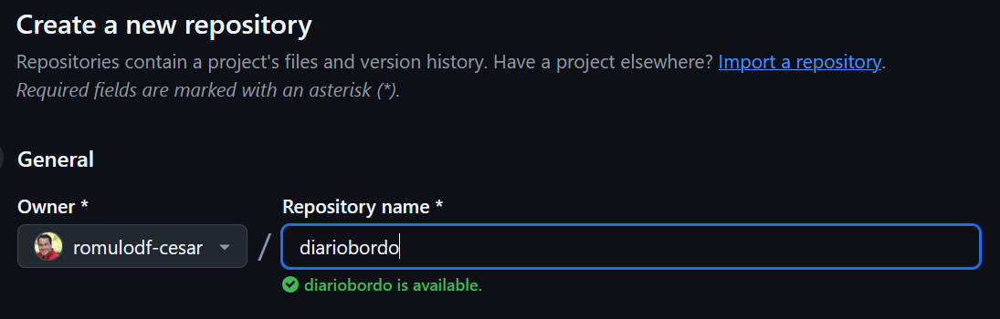 Create a new repository
Repositories contain a project's files and version history. Have a project elsewhere? Import a repository.
Required fields are marked with an asterisk (*).
General
Owner *
Repository name *
romulodf-cesar
/
diariobordo
diariobordo is available.